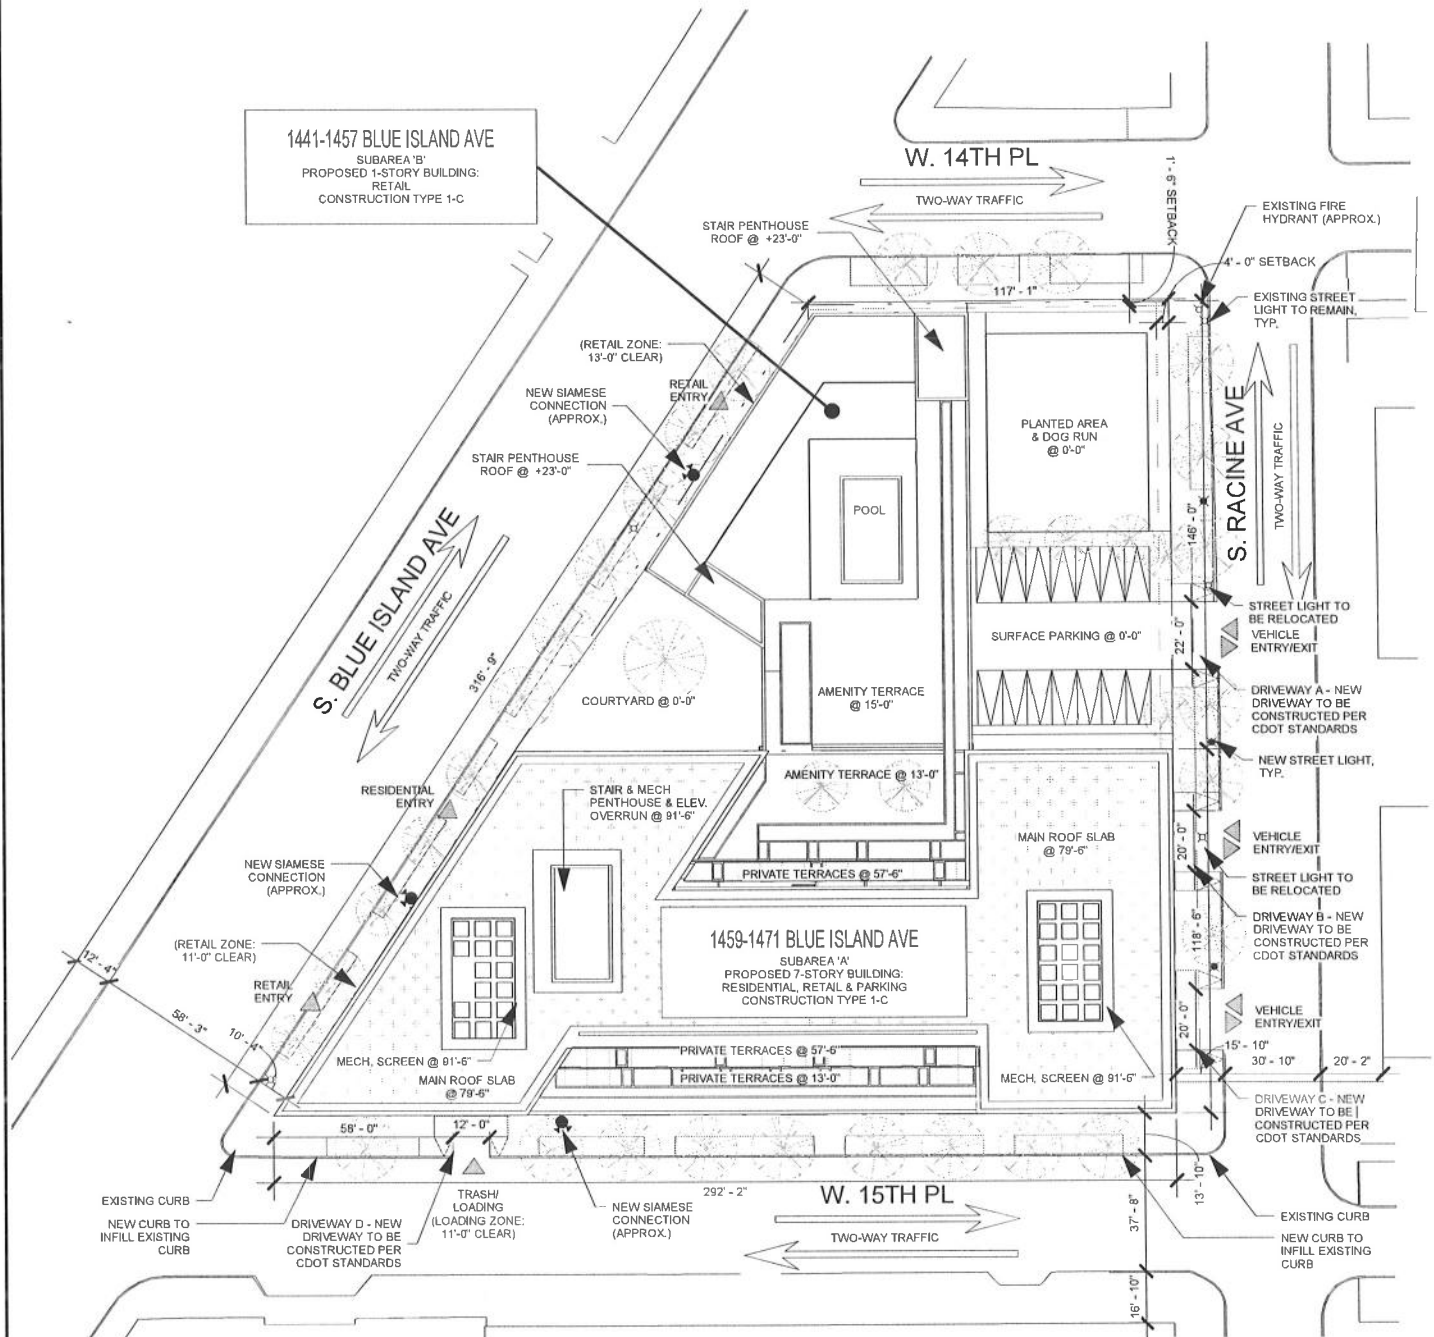 1441-1457 BLUE ISLAND AVE
SUBAREA 'B'
PROPOSED 1-STORY BUILDING:
RETAIL
CONSTRUCTION TYPE 1-C
W. 14TH PL
TWO-WAY TRAFFIC
1' - 6" SETBACK
EXISTING FIRE
HYDRANT (APPROX.)
STAIR PENTHOUSE
ROOF @ +23'-0"
4' - 0" SETBACK
117' - 1"
EXISTING STREET
LIGHT TO REMAIN,
TYP.
(RETAIL ZONE:
13'-0" CLEAR)
RETAIL
ENTRY
NEW SIAMESE
CONNECTION
(APPROX.)
STAIR PENTHOUSE
ROOF @ +23'-0"
PLANTED AREA
& DOG RUN
@ 0'-0"
S. RACINE AVE
TWO-WAY TRAFFIC
POOL
146' - 0"
S. BLUE ISLAND AVE
TWO-WAY TRAFFIC
316' - 9"
STREET LIGHT TO
BE RELOCATED
VEHICLE
ENTRY/EXIT
SURFACE PARKING @ 0'-0"
22' - 0"
COURTYARD @ 0'-0"
AMENITY TERRACE
@ 15'-0"
DRIVEWAY A - NEW
DRIVEWAY TO BE
CONSTRUCTED PER
CDOT STANDARDS
NEW STREET LIGHT,
TYP.
AMENITY TERRACE @ 13'-0"
RESIDENTIAL
ENTRY
STAIR & MECH
PENTHOUSE & ELEV.
OVERRUN @ 91'-6"
MAIN ROOF SLAB
@ 79'-6"
20' - 0"
VEHICLE
ENTRY/EXIT
NEW SIAMESE
CONNECTION
(APPROX.)
PRIVATE TERRACES @ 57'-6"
STREET LIGHT TO
BE RELOCATED
118' - 6"
DRIVEWAY B - NEW
DRIVEWAY TO BE
CONSTRUCTED PER
CDOT STANDARDS
(RETAIL ZONE:
11'-0" CLEAR)
1459-1471 BLUE ISLAND AVE
SUBAREA 'A'
PROPOSED 7-STORY BUILDING:
RESIDENTIAL, RETAIL & PARKING
CONSTRUCTION TYPE 1-C
12' - 4"
RETAIL
ENTRY
58' - 3"
10' - 4"
VEHICLE
ENTRY/EXIT
20' - 0"
15' - 10"
30' - 10"
20' - 2"
MECH. SCREEN @ 91'-6"
MAIN ROOF SLAB
@ 79'-6"
PRIVATE TERRACES @ 57'-6"
PRIVATE TERRACES @ 13'-0"
MECH. SCREEN @ 91'-6"
DRIVEWAY C - NEW
DRIVEWAY TO BE
CONSTRUCTED PER
CDOT STANDARDS
58' - 0"
12' - 0"
292' - 2"
13' - 10"
EXISTING CURB
NEW CURB TO
INFILL EXISTING
CURB
DRIVEWAY D - NEW
DRIVEWAY TO BE
CONSTRUCTED PER
CDOT STANDARDS
TRASH/
LOADING
(LOADING ZONE:
11'-0" CLEAR)
NEW SIAMESE
CONNECTION
(APPROX.)
W. 15TH PL
TWO-WAY TRAFFIC
37' - 8"
16' - 10"
EXISTING CURB
NEW CURB TO
INFILL EXISTING
CURB